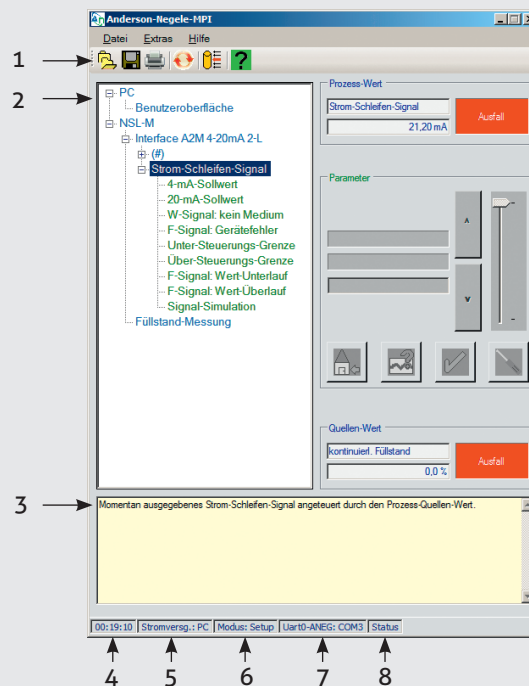 Anderson-Negele-MPI
Datei Extras Hilfe
1
2
PC
Benutzeroberfläche
NSL-M
Interface A2M 4-20mA 2-L
(#)
Strom-Schleifen-Signal
4-mA-Sollwert
20-mA-Sollwert
W-Signal: kein Medium
F-Signal: Gerätefehler
Unter-Steuerungs-Grenze
Über-Steuerungs-Grenze
F-Signal: Wert-Unterlauf
F-Signal: Wert-Überlauf
Signal-Simulation
Füllstand-Messung
Prozess-Wert
Strom-Schleifen-Signal
21,20 mA
Ausfall
Parameter
Quellen-Wert
kontinuierl. Füllstand
0,0 %
Ausfall
3
Momentan ausgegebenes Strom-Schleifen-Signal angeteuert durch den Prozess-Quellen-Wert.
00:19:10 Stromversg.: PC Modus: Setup Uart0-ANEG: COM3 Status
4 5 6 7 8